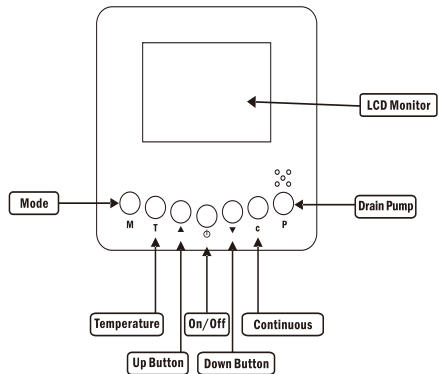 LCD Monitor
Mode
Drain Pump
M T ▲ ⏻ ▼ c P
Temperature
On/Off
Continuous
Up Button
Down Button